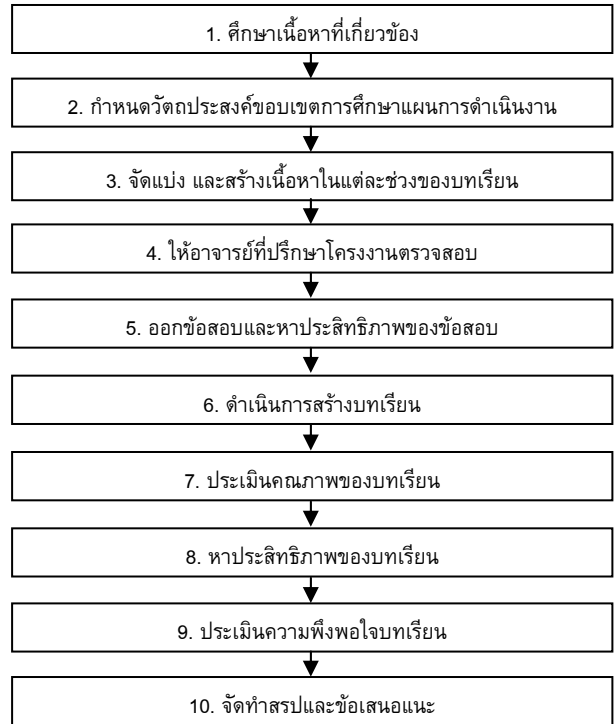 1. ศึกษาเนื้อหาที่เกี่ยวข้อง
2. กำหนดวัตถุประสงค์ขอบเขตการศึกษาแผนการดำเนินงาน
3. จัดแบ่ง และสร้างเนื้อหาในแต่ละช่วงของบทเรียน
4. ให้อาจารย์ที่ปรึกษาโครงงานตรวจสอบ
5. ออกข้อสอบและหาประสิทธิภาพของข้อสอบ
6. ดำเนินการสร้างบทเรียน
7. ประเมินคณภาพของบทเรียน
8. หาประสิทธิภาพของบทเรียน
9. ประเมินความพึงพอใจบทเรียน
10. จัดทำสรปและข้อเสนอแนะ